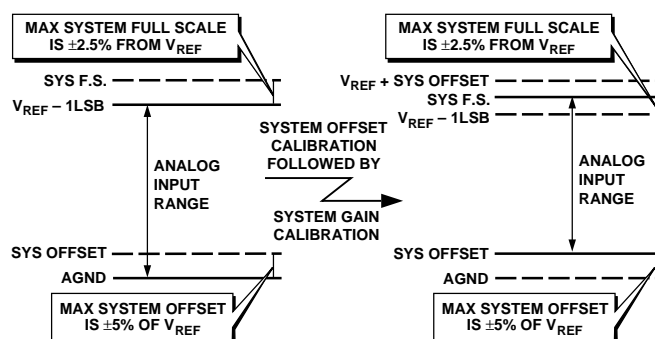 MAX SYSTEM FULL SCALE
IS ±2.5% FROM VREF
SYS F.S.
VREF – 1LSB
ANALOG
INPUT
RANGE
SYS OFFSET
AGND
MAX SYSTEM OFFSET
IS ±5% OF VREF
SYSTEM OFFSET
CALIBRATION
FOLLOWED BY
SYSTEM GAIN
CALIBRATION
MAX SYSTEM FULL SCALE
IS ±2.5% FROM VREF
VREF + SYS OFFSET
SYS F.S.
VREF – 1LSB
ANALOG
INPUT
RANGE
SYS OFFSET
AGND
MAX SYSTEM OFFSET
IS ±5% OF VREF